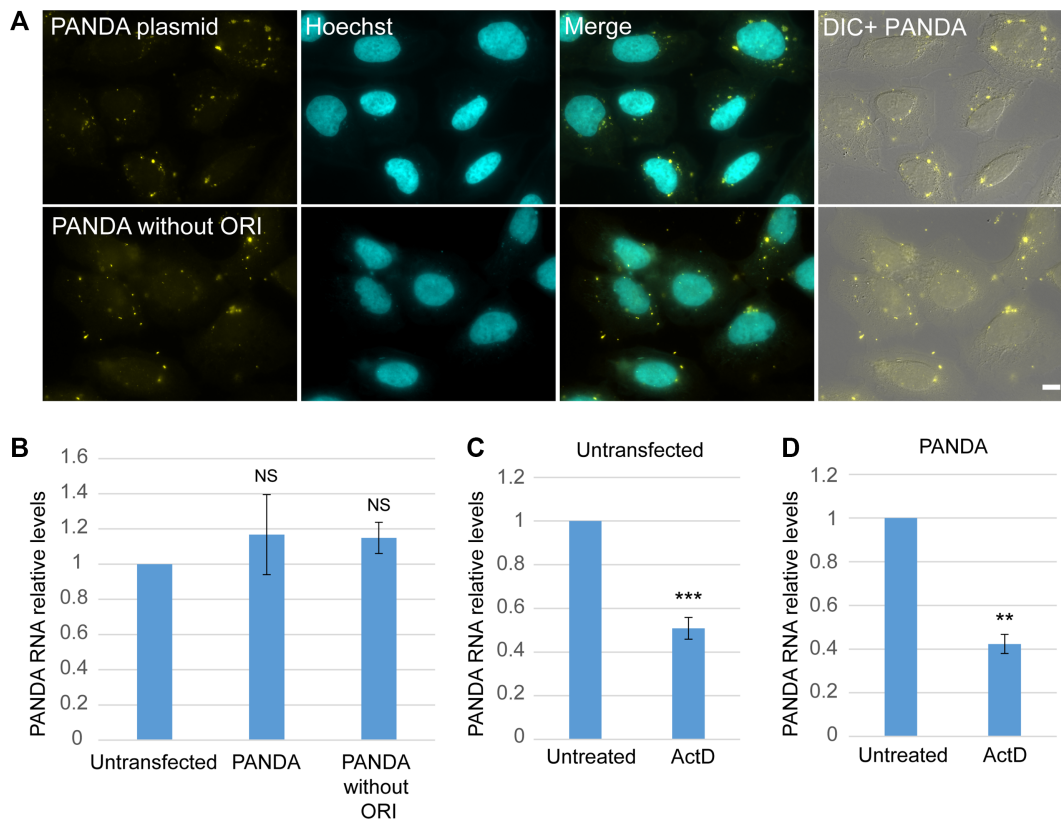 A
PANDA plasmid
Hoechst
Merge
DIC+ PANDA
PANDA without ORI
B
PANDA RNA relative levels
1.6
1.4
1.2
1
0.8
0.6
0.4
0.2
0
NS
NS
Untransfected
PANDA
PANDA
without
ORI
C
Untransfected
PANDA RNA relative levels
1.2
1
0.8
0.6
0.4
0.2
0
***
Untreated
ActD
D
PANDA
PANDA RNA relative levels
1.2
1
0.8
0.6
0.4
0.2
0
**
Untreated
ActD